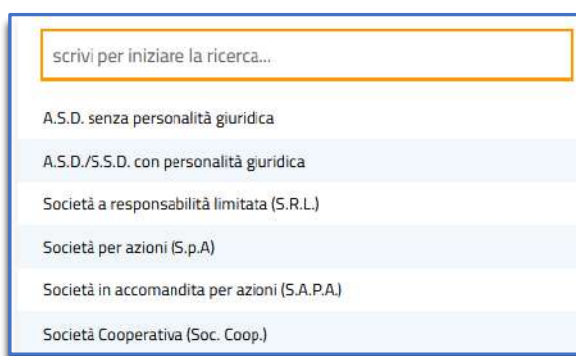 scrivi per iniziare la ricerca...
A.S.D. senza personalità giuridica
A.S.D./S.S.D. con personalità giuridica
Società a responsabilità limitata (S.R.L.)
Società per azioni (S.p.A)
Società in accomandita per azioni (S.A.P.A.)
Società Cooperativa (Soc. Coop.)